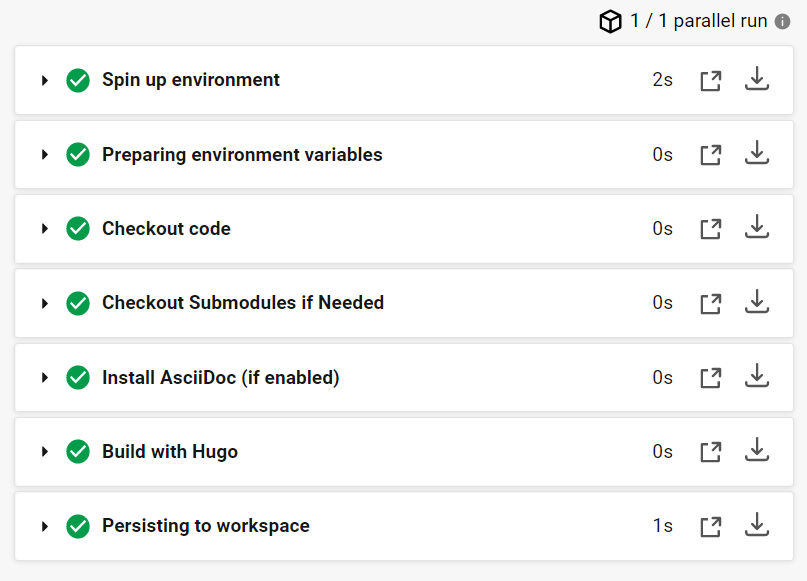 1 / 1 parallel run i
Spin up environment 2s
Preparing environment variables 0s
Checkout code 0s
Checkout Submodules if Needed 0s
Install AsciiDoc (if enabled) 0s
Build with Hugo 0s
Persisting to workspace 1s